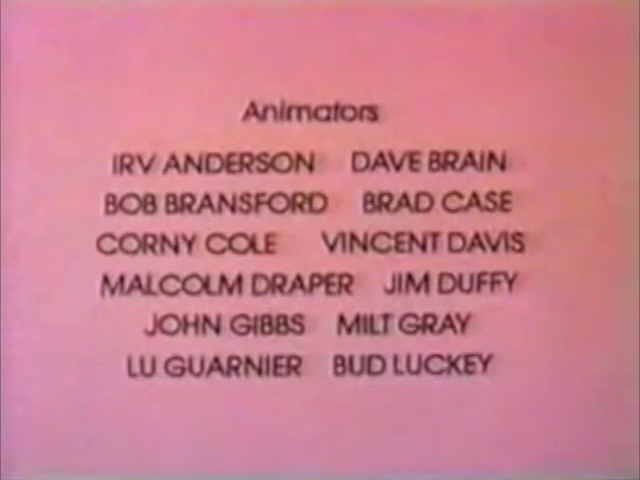 Animators
IRV ANDERSON DAVE BRAIN
BOB BRANSFORD BRAD CASE
CORNY COLE VINCENT DAVIS
MALCOLM DRAPER JIM DUFFY
JOHN GIBBS MILT GRAY
LU GUARNIER BUD LUCKEY